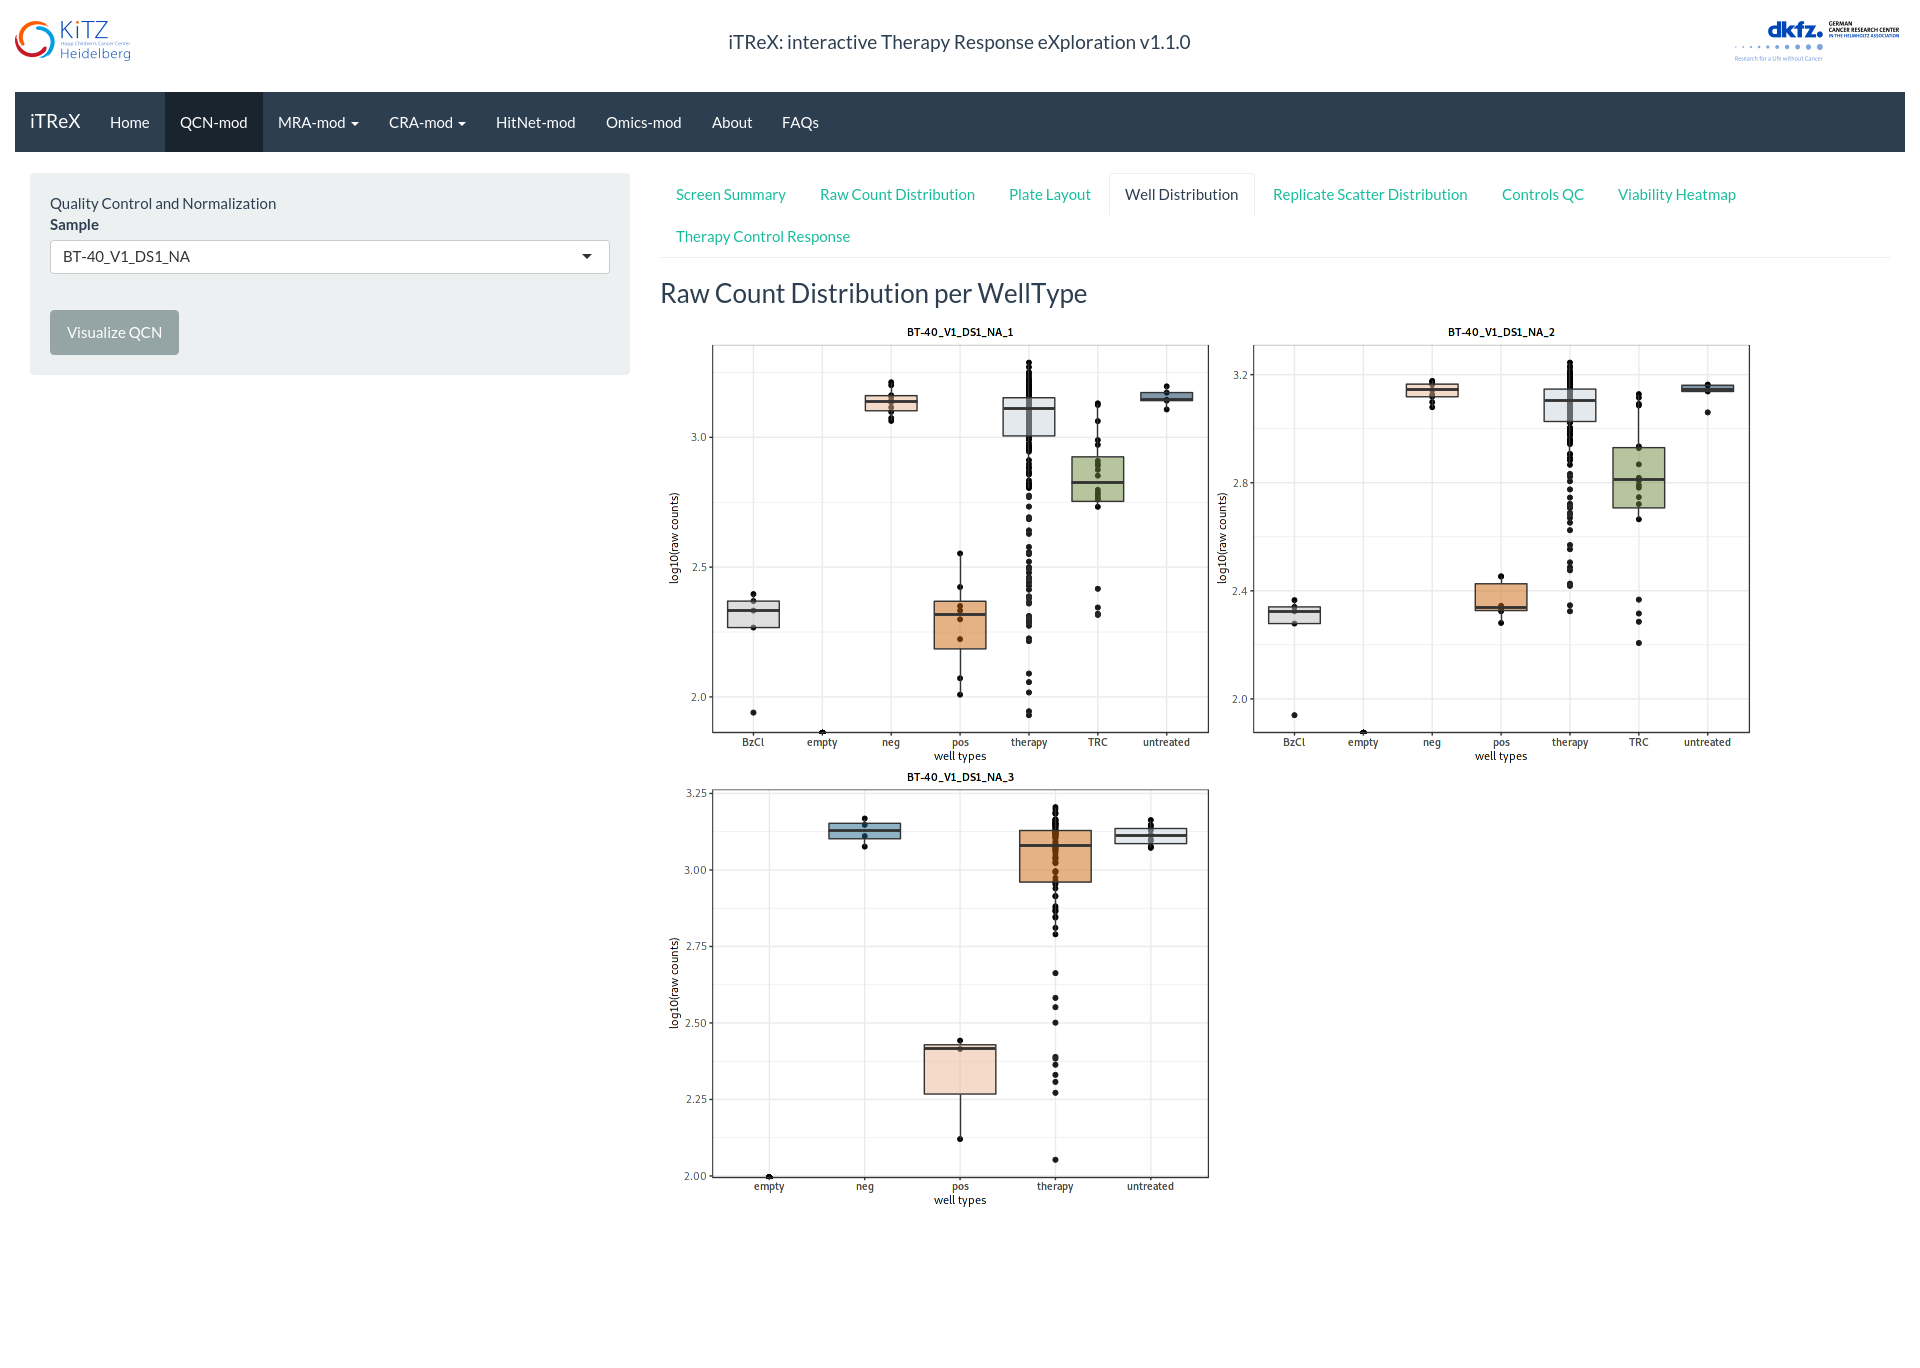 KiTZ
Hopp Children's Cancer Center
Heidelberg
iTReX: interactive Therapy Response eXploration v1.1.0
dkfz.
GERMAN
CANCER RESEARCH CENTER
IN THE HELMHOLTZ ASSOCIATION
Research for a Life without Cancer
iTReX Home QCN-mod MRA-mod CRA-mod HitNet-mod Omics-mod About FAQs
Quality Control and Normalization
Sample
BT-40_V1_DS1_NA
Visualize QCN
Screen Summary Raw Count Distribution Plate Layout Well Distribution Replicate Scatter Distribution Controls QC Viability Heatmap
Therapy Control Response
Raw Count Distribution per WellType
BT-40_V1_DS1_NA_1
3.0
2.5
2.0
log10(raw counts)
BzCl empty neg pos therapy TRC untreated
well types
BT-40_V1_DS1_NA_2
3.2
2.8
2.4
2.0
log10(raw counts)
BzCl empty neg pos therapy TRC untreated
well types
BT-40_V1_DS1_NA_3
3.25
3.00
2.75
2.50
2.25
2.00
log10(raw counts)
empty neg pos therapy untreated
well types